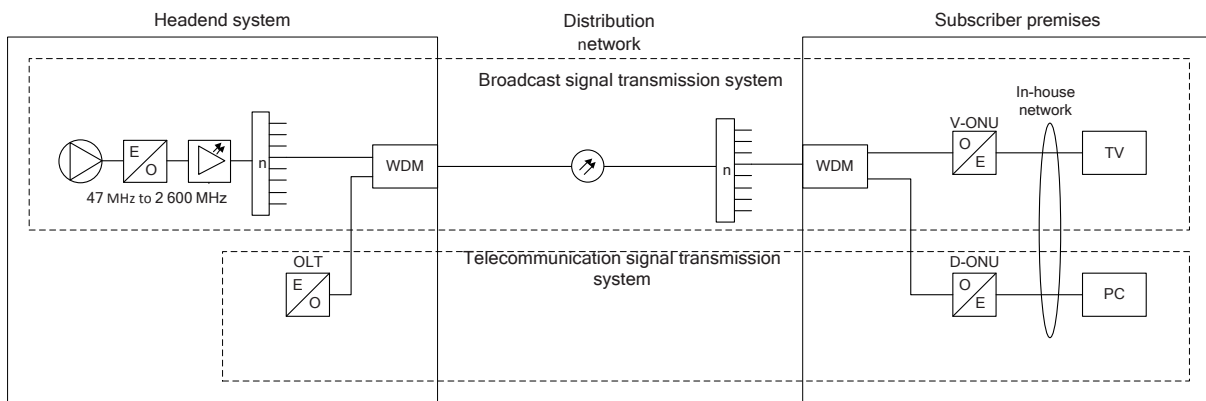 Headend system
Distribution
network
Subscriber premises
Broadcast signal transmission system
In-house
network
V-ONU
E
O
n
WDM
n
WDM
O
E
TV
47 MHz to 2 600 MHz
OLT
Telecommunication signal transmission
system
D-ONU
E
O
O
E
PC